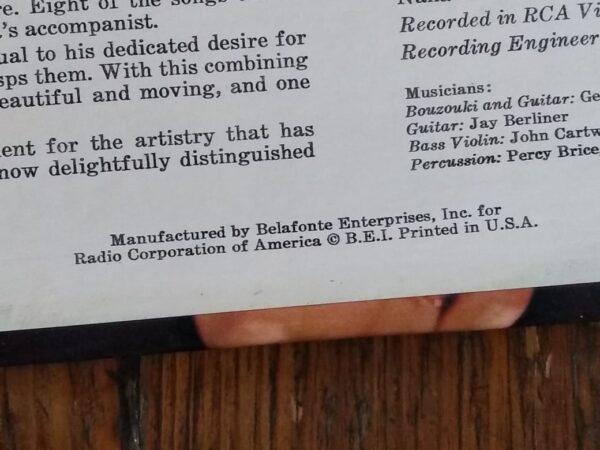 re. Eight of the songs
t's accompanist.
ual to his dedicated desire for
sps them. With this combining
eautiful and moving, and one
ent for the artistry that has
now delightfully distinguished
Recorded in RCA Vi
Recording Engineer
Musicians:
Bouzouki and Guitar: Ge
Guitar: Jay Berliner
Bass Violin: John Cartw
Percussion: Percy Brice,
Manufactured by Belafonte Enterprises, Inc. for
Radio Corporation of America © B.E.I. Printed in U.S.A.